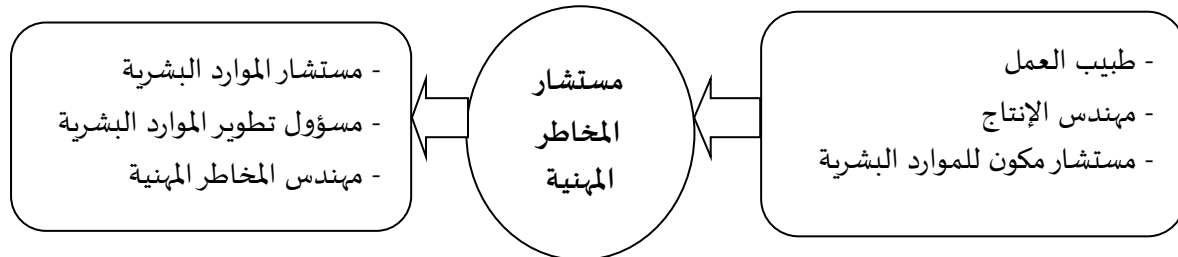 - طبيب العمل
- مهندس الإنتاج
- مستشار مكون للموارد البشرية
مستشار
المخاطر
المهنية
- مستشار الموارد البشرية
- مسؤول تطوير الموارد البشرية
- مهندس المخاطر المهنية